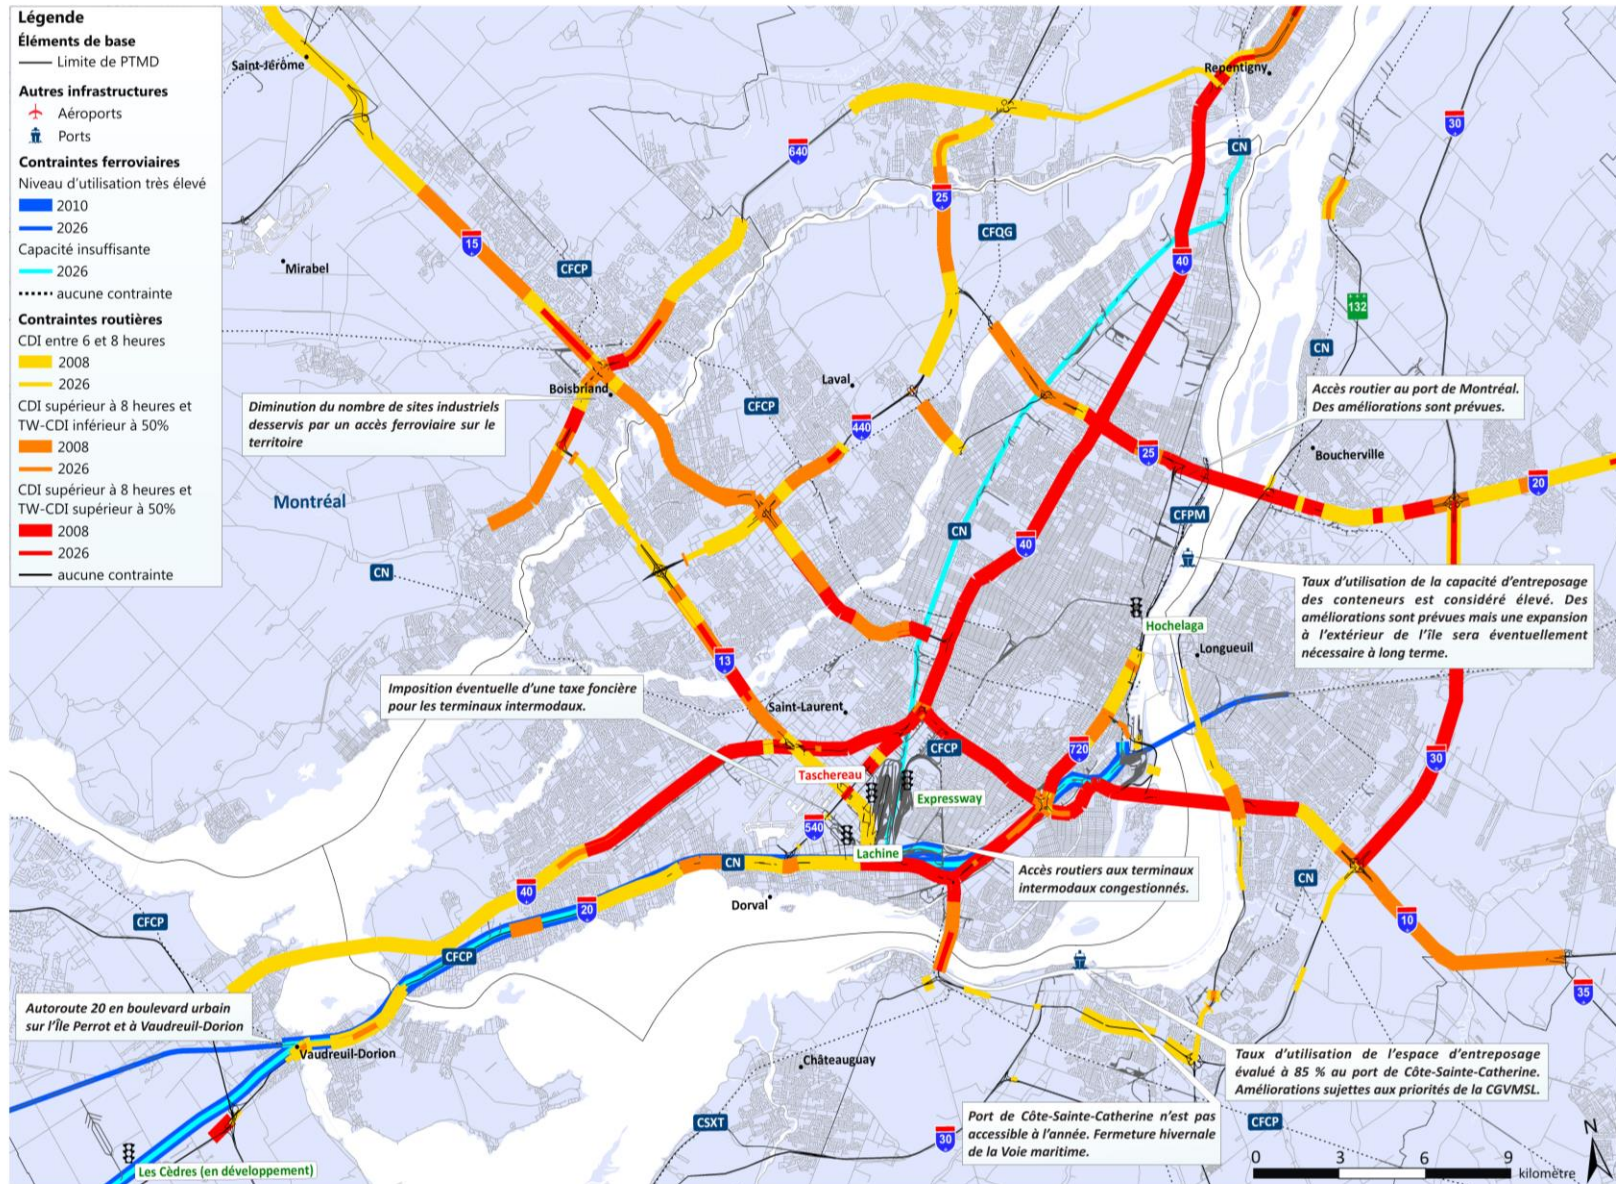 Légende
Éléments de base
Limite de PTMD
Autres infrastructures
Aéroports
Ports
Contraintes ferroviaires
Niveau d'utilisation très élevé
2010
2026
Capacité insuffisante
2026
aucune contrainte
Contraintes routières
CDI entre 6 et 8 heures
2008
2026
CDI supérieur à 8 heures et
TW-CDI inférieur à 50%
2008
2026
CDI supérieur à 8 heures et
TW-CDI supérieur à 50%
2008
2026
aucune contrainte
Saint-Jérôme
Repentigny
30
640
CN
25
CFQG
15
Mirabel
CFCP
40
132
CN
Boisbriand
Laval
CFCP
440
Diminution du nombre de sites industriels
desservis par un accès ferroviaire sur le
territoire
Accès routier au port de Montréal.
Des améliorations sont prévues.
25
Boucherville
20
Montréal
CFPM
CN
40
CN
Taux d'utilisation de la capacité d'entreposage
des conteneurs est considéré élevé. Des
améliorations sont prévues mais une expansion
à l'extérieur de l'île sera éventuellement
nécessaire à long terme.
Hochelaga
Longueuil
13
Imposition éventuelle d'une taxe foncière
pour les terminaux intermodaux.
Saint-Laurent
CFCP
720
30
Taschereau
Expressway
540
Lachine
CN
Accès routiers aux terminaux
intermodaux congestionnés.
CN
40
20
Dorval
10
CFCP
CFCP
35
Autoroute 20 en boulevard urbain
sur l'Île Perrot et à Vaudreuil-Dorion
Vaudreuil-Dorion
Châteauguay
Taux d'utilisation de l'espace d'entreposage
évalué à 85 % au port de Côte-Sainte-Catherine.
Améliorations sujettes aux priorités de la CGVMSL.
CSXT
30
Port de Côte-Sainte-Catherine n'est pas
accessible à l'année. Fermeture hivernale
de la Voie maritime.
CFCP
N
Les Cèdres (en développement)
0 3 6 9
kilomètre